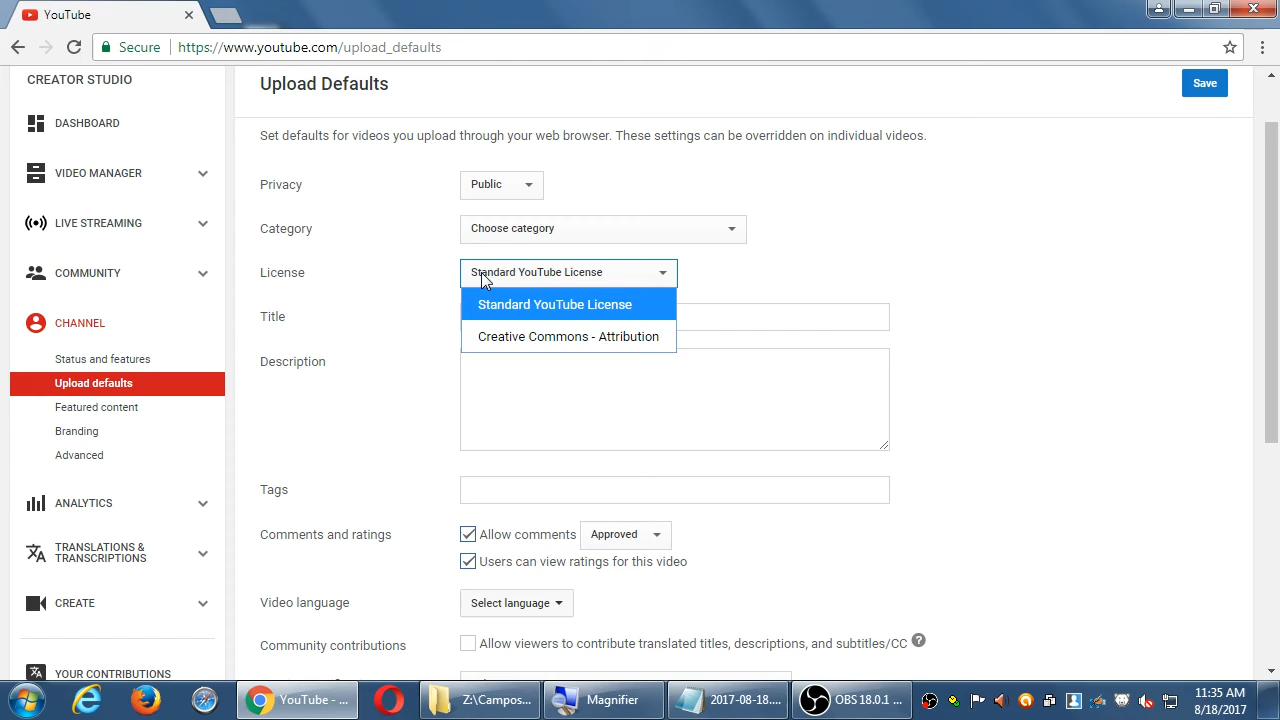 YouTube
Secure https://www.youtube.com/upload_defaults
CREATOR STUDIO
DASHBOARD
VIDEO MANAGER
LIVE STREAMING
COMMUNITY
CHANNEL
Status and features
Upload defaults
Featured content
Branding
Advanced
ANALYTICS
TRANSLATIONS &
TRANSCRIPTIONS
CREATE
YOUR CONTRIBUTIONS
Upload Defaults
Save
Set defaults for videos you upload through your web browser. These settings can be overridden on individual videos.
Privacy Public
Category Choose category
License Standard YouTube License
Standard YouTube License
Creative Commons - Attribution
Title
Description
Tags
Comments and ratings Allow comments Approved
Users can view ratings for this video
Video language Select language
Community contributions Allow viewers to contribute translated titles, descriptions, and subtitles/CC ?
YouTube - ... Z:\Campos... Magnifier 2017-08-18.... OBS 18.0.1 ... 11:35 AM
8/18/2017